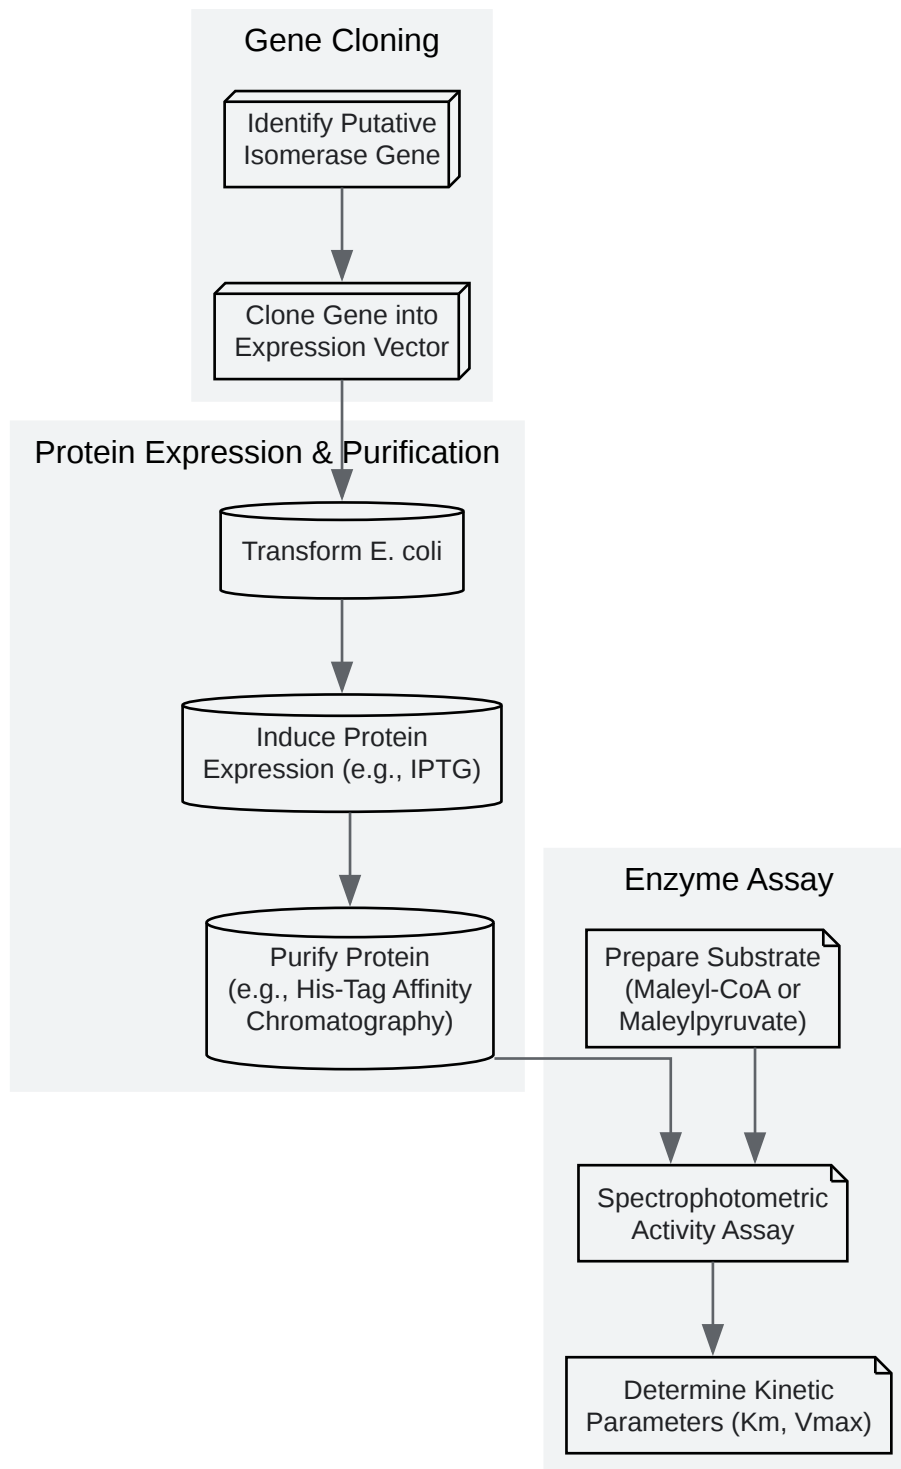 Gene Cloning
Identify Putative
Isomerase Gene
Clone Gene into
Expression Vector
Protein Expression & Purification
Transform E. coli
Induce Protein
Expression (e.g., IPTG)
Purify Protein
(e.g., His-Tag Affinity
Chromatography)
Enzyme Assay
Prepare Substrate
(Maleyl-CoA or
Maleylpyruvate)
Spectrophotometric
Activity Assay
Determine Kinetic
Parameters (Km, Vmax)